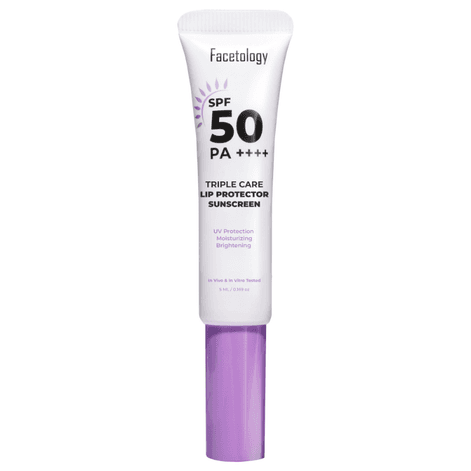 Facetology
SPF
50
PA ++++
TRIPLE CARE
LIP PROTECTOR
SUNSCREEN
UV Protection
Moisturizing
Brightening
In Vivo & In Vitro Tested